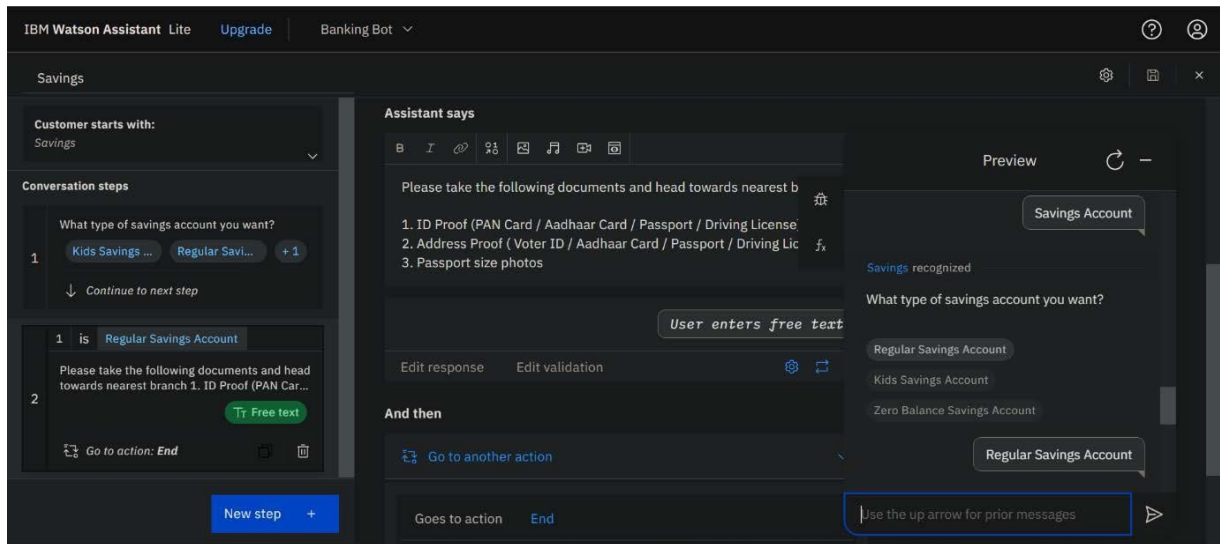 IBM Watson Assistant Lite Upgrade Banking Bot
Savings
Customer starts with:
Savings
Conversation steps
1
What type of savings account you want?
Kids Savings ... Regular Savi... + 1
Continue to next step
2
1 is Regular Savings Account
Please take the following documents and head
towards nearest branch 1. ID Proof (PAN Car...
Tт Free text
Go to action: End
New step +
Assistant says
B I
Please take the following documents and head towards nearest b
1. ID Proof (PAN Card / Aadhaar Card / Passport / Driving License)
2. Address Proof ( Voter ID / Aadhaar Card / Passport / Driving Lic
3. Passport size photos
User enters free text
Edit response Edit validation
And then
Go to another action
Goes to action End
Preview
fx
Savings Account
Savings recognized
What type of savings account you want?
Regular Savings Account
Kids Savings Account
Zero Balance Savings Account
Regular Savings Account
Use the up arrow for prior messages